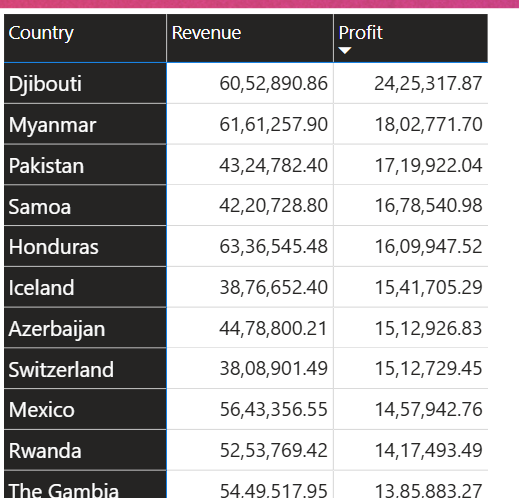 Country Revenue Profit
Djibouti 60,52,890.86 24,25,317.87
Myanmar 61,61,257.90 18,02,771.70
Pakistan 43,24,782.40 17,19,922.04
Samoa 42,20,728.80 16,78,540.98
Honduras 63,36,545.48 16,09,947.52
Iceland 38,76,652.40 15,41,705.29
Azerbaijan 44,78,800.21 15,12,926.83
Switzerland 38,08,901.49 15,12,729.45
Mexico 56,43,356.55 14,57,942.76
Rwanda 52,53,769.42 14,17,493.49
The Gambia 54,49,517.95 13,85,883.27